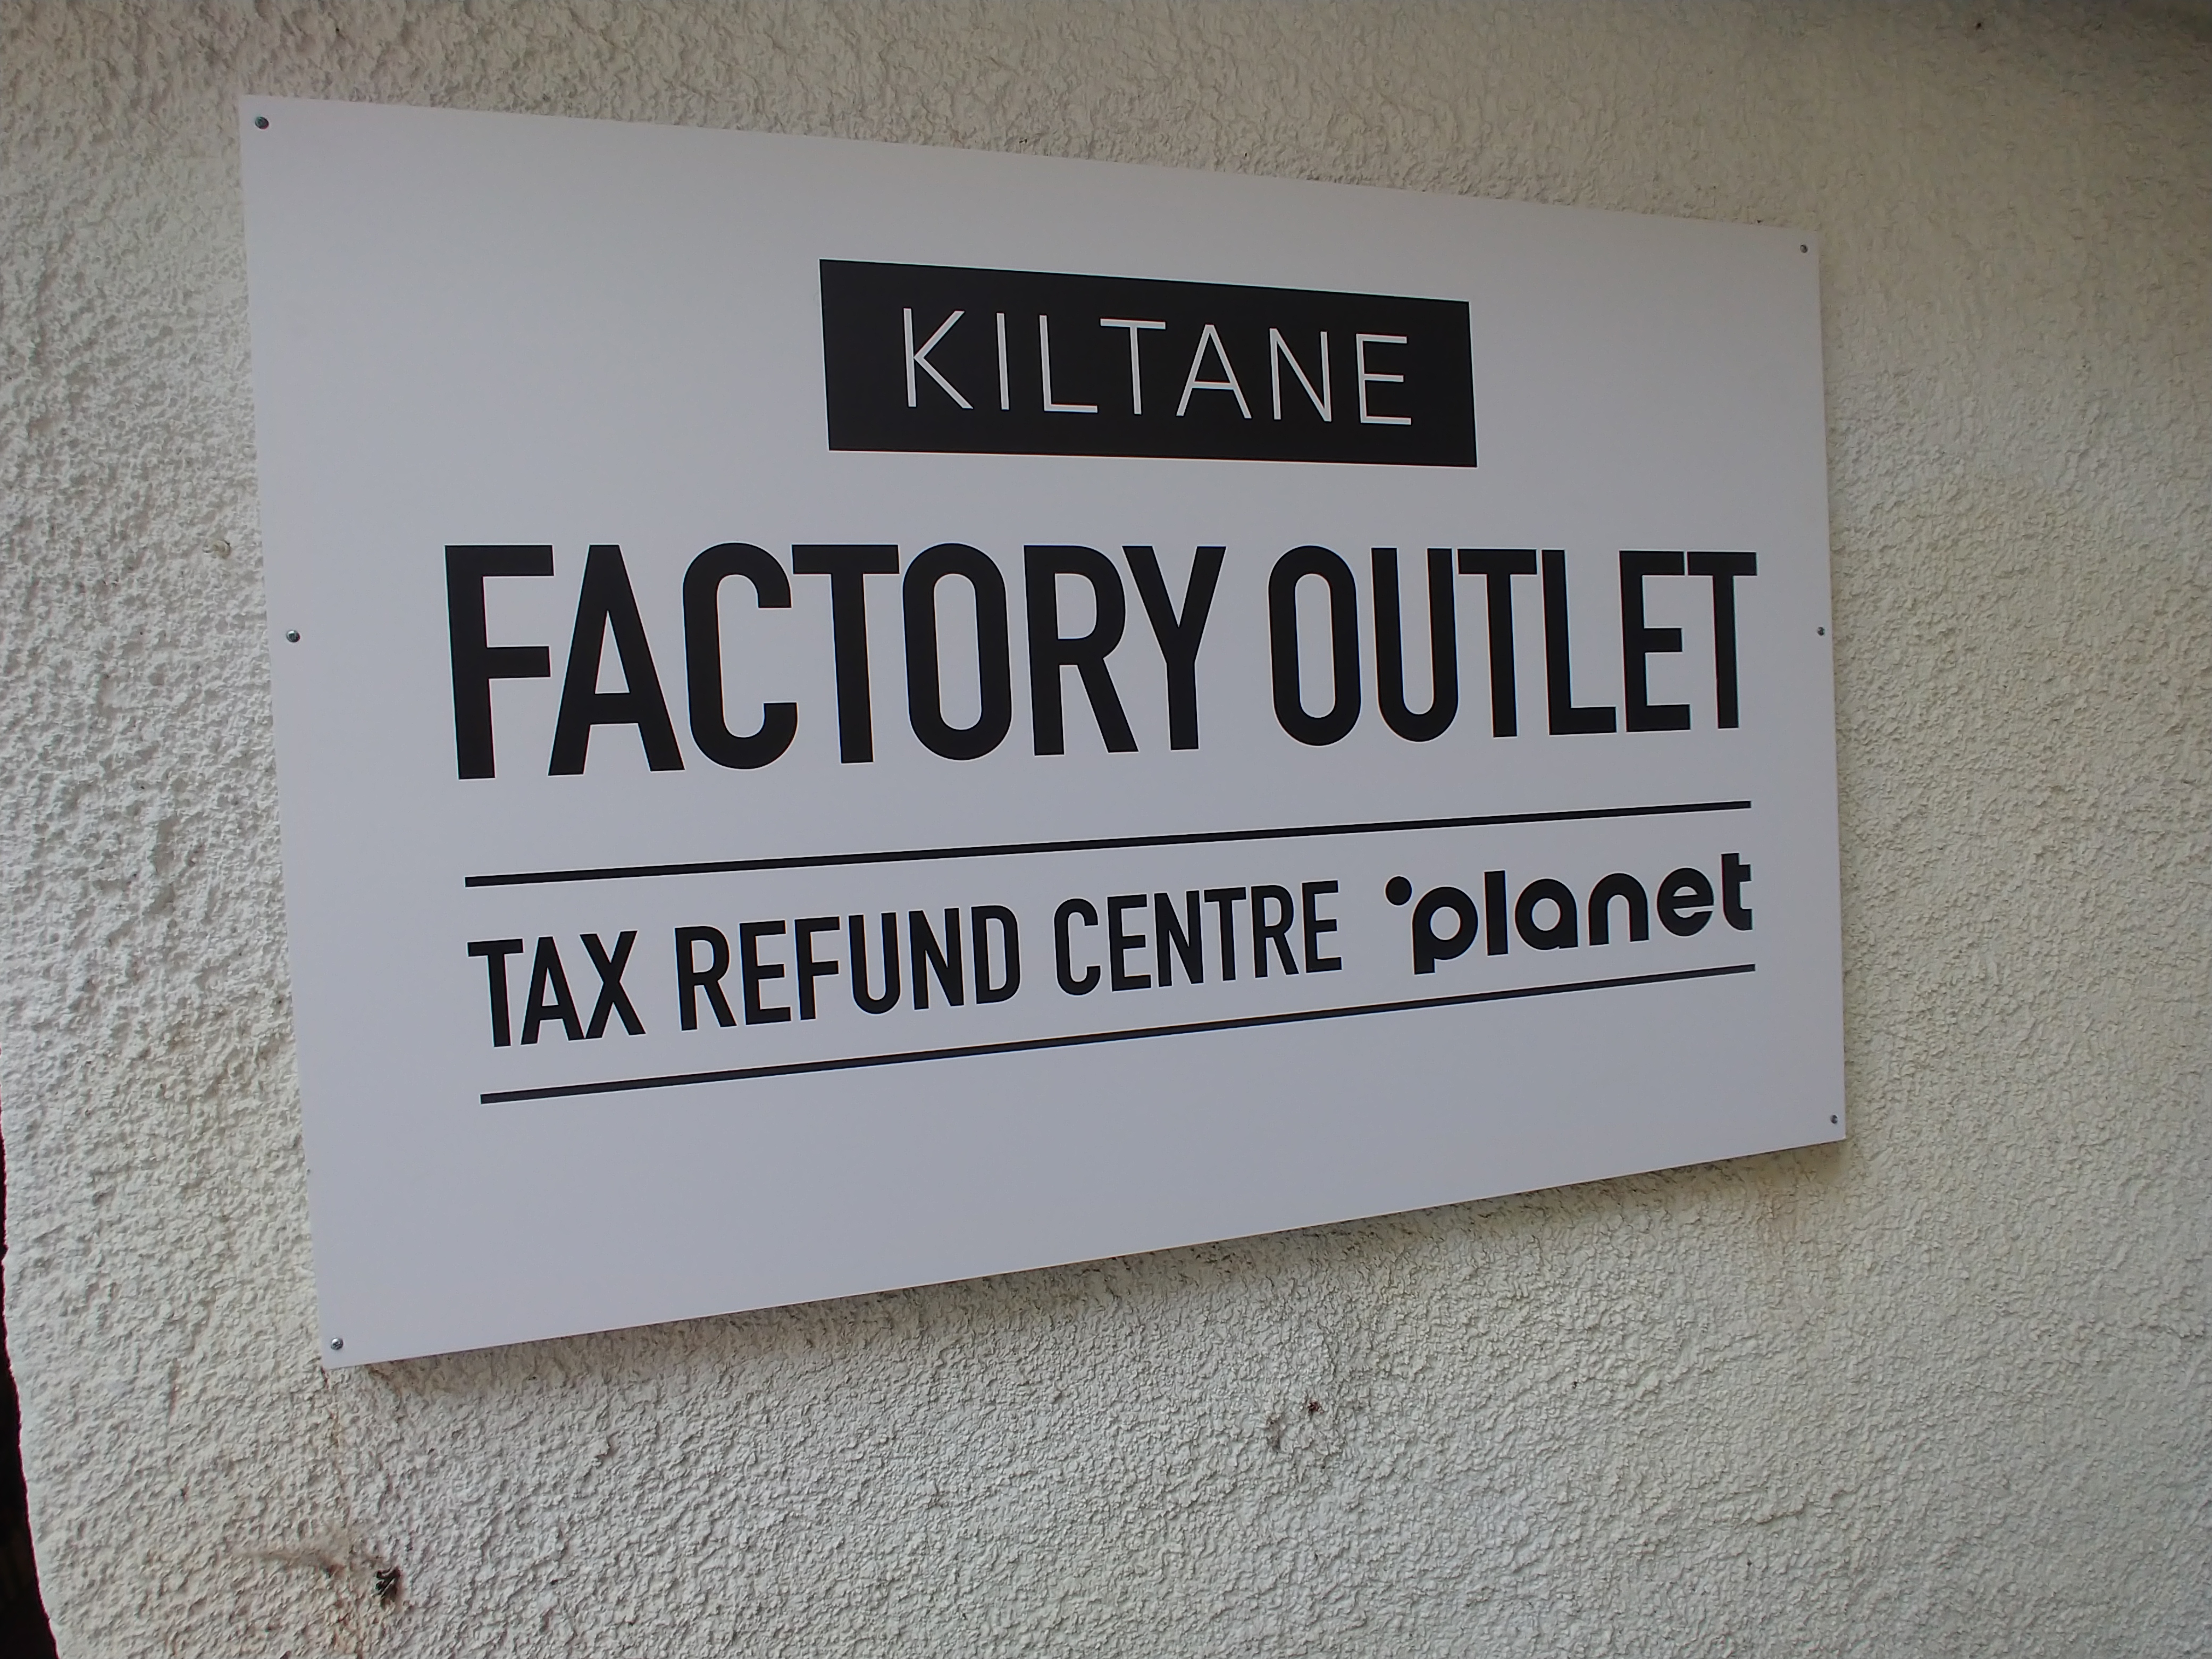 KILTANE
FACTORY OUTLET
TAX REFUND CENTRE planet